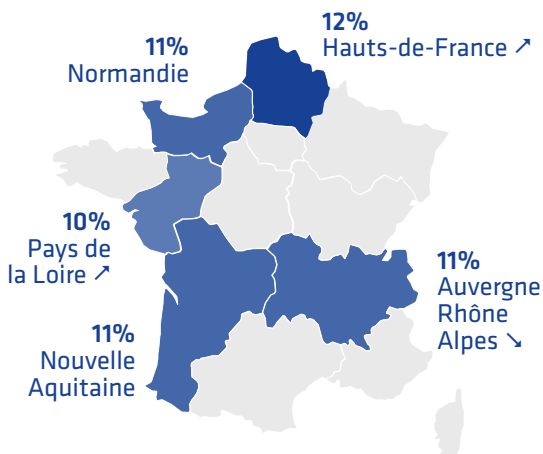 12%
Hauts-de-France ↗
11%
Normandie
10%
Pays de
la Loire ↗
11%
Auvergne
Rhône
Alpes ↘
11%
Nouvelle
Aquitaine